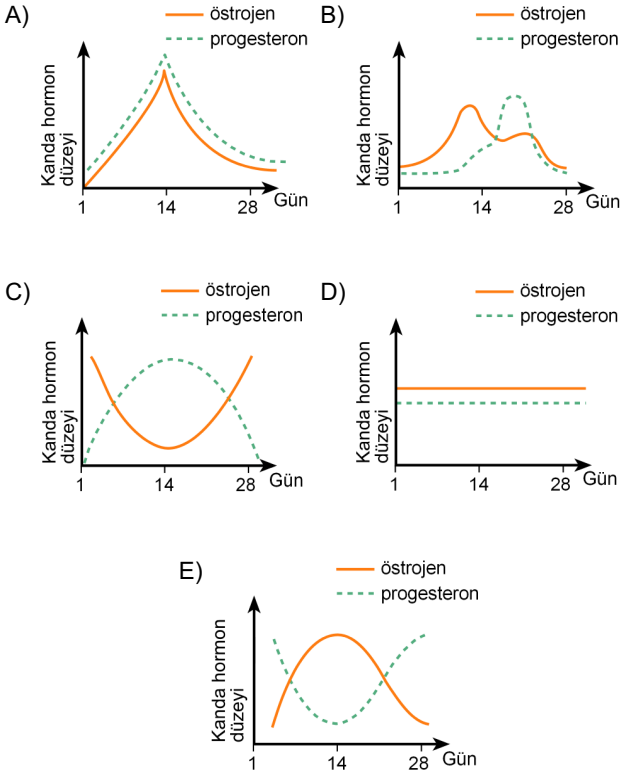 A)
östrojen
progesteron
Kanda hormon
düzeyi
1 14 28 Gün
B)
östrojen
progesteron
Kanda hormon
düzeyi
1 14 28 Gün
C)
östrojen
progesteron
Kanda hormon
düzeyi
1 14 28 Gün
D)
östrojen
progesteron
Kanda hormon
düzeyi
1 14 28 Gün
E)
östrojen
progesteron
Kanda hormon
düzeyi
1 14 28 Gün